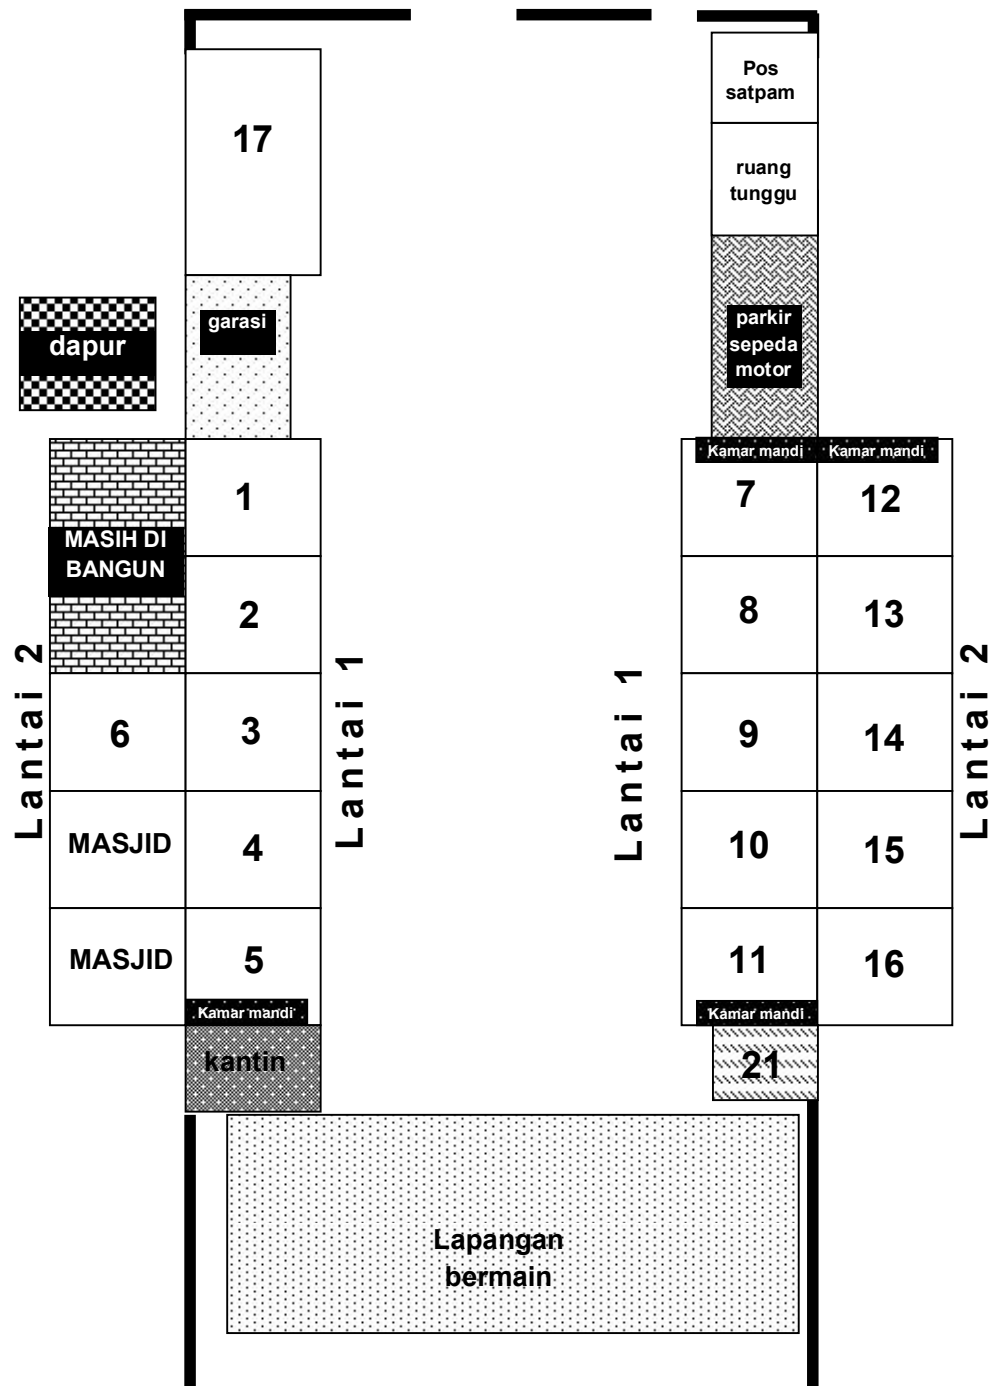 Pos
satpam
17
ruang
tunggu
garasi
parkir
sepeda
motor
dapur
Kamar mandi
Kamar mandi
1
7
12
MASIH DI
BANGUN
2
8
13
Lantai 2
Lantai 1
Lantai 1
Lantai 2
6
3
9
14
MASJID
4
10
15
MASJID
5
11
16
Kamar mandi
Kamar mandi
kantin
21
Lapangan
bermain